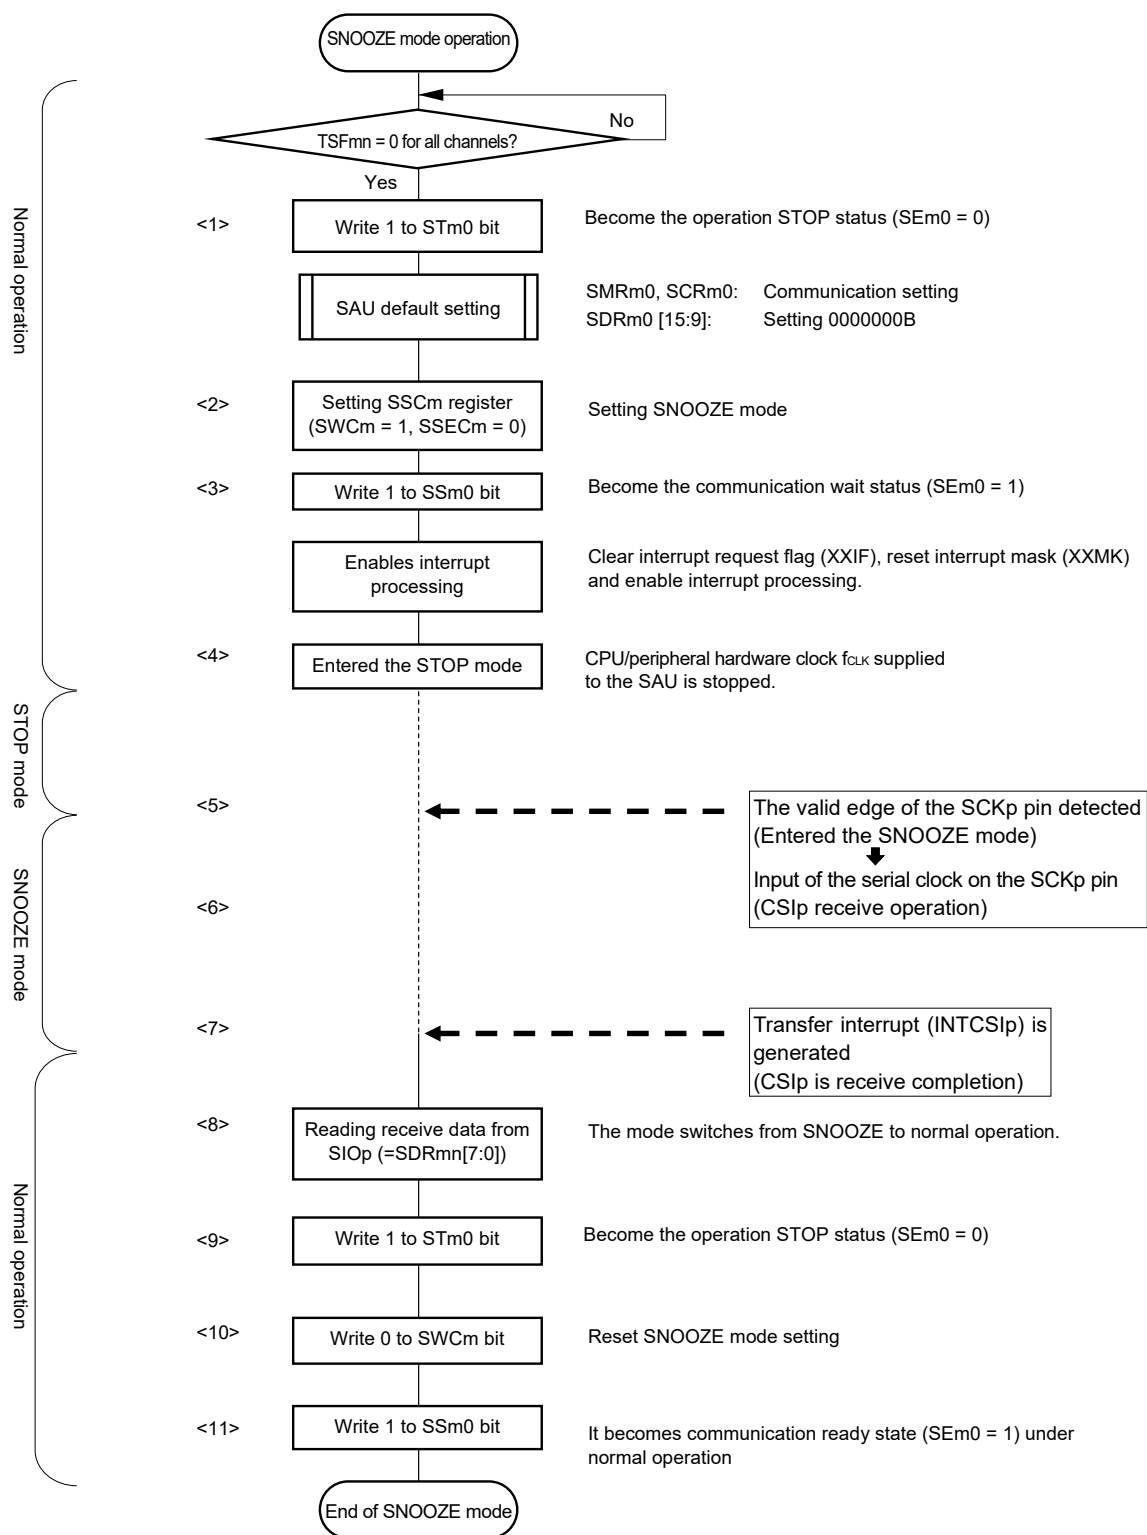 SNOOZE mode operation
No
TSFmn = 0 for all channels?
Yes
Normal operation
<1>
Write 1 to STm0 bit
Become the operation STOP status (SEm0 = 0)
SAU default setting
SMRm0, SCRm0: Communication setting
SDRm0 [15:9]: Setting 0000000B
<2>
Setting SSCm register
(SWCm = 1, SSECm = 0)
Setting SNOOZE mode
<3>
Write 1 to SSm0 bit
Become the communication wait status (SEm0 = 1)
Enables interrupt
processing
Clear interrupt request flag (XXIF), reset interrupt mask (XXMK)
and enable interrupt processing.
<4>
Entered the STOP mode
CPU/peripheral hardware clock fCLK supplied
to the SAU is stopped.
STOP mode
<5>
The valid edge of the SCKp pin detected
(Entered the SNOOZE mode)
Input of the serial clock on the SCKp pin
(CSIp receive operation)
SNOOZE mode
<6>
<7>
Transfer interrupt (INTCSIp) is
generated
(CSIp is receive completion)
Normal operation
<8>
Reading receive data from
SIOp (=SDRmn[7:0])
The mode switches from SNOOZE to normal operation.
<9>
Write 1 to STm0 bit
Become the operation STOP status (SEm0 = 0)
<10>
Write 0 to SWCm bit
Reset SNOOZE mode setting
<11>
Write 1 to SSm0 bit
It becomes communication ready state (SEm0 = 1) under
normal operation
End of SNOOZE mode